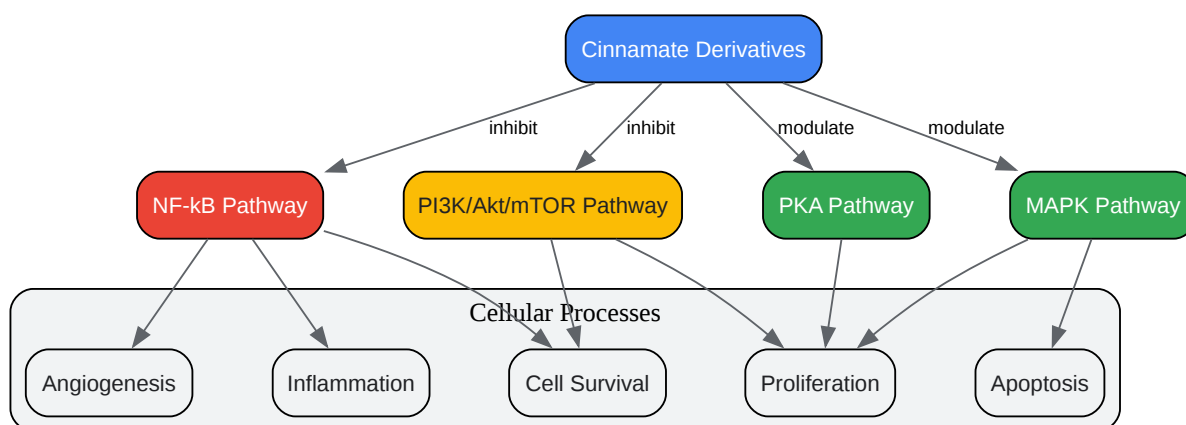 Cinnamate Derivatives
inhibit
inhibit
modulate
modulate
NF-kB Pathway
PI3K/Akt/mTOR Pathway
PKA Pathway
MAPK Pathway
Cellular Processes
Angiogenesis
Inflammation
Cell Survival
Proliferation
Apoptosis